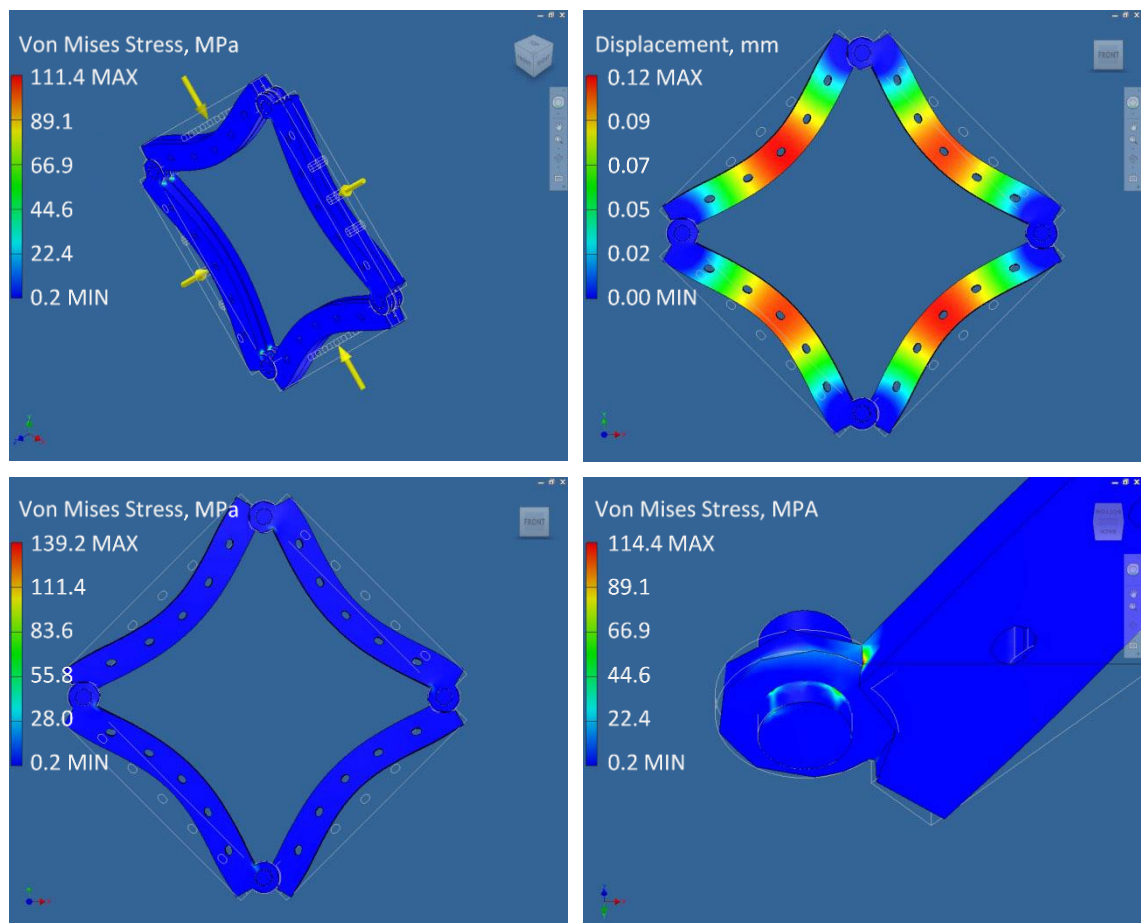 Von Mises Stress, MPa
111.4 MAX
89.1
66.9
44.6
22.4
0.2 MIN
Displacement, mm
0.12 MAX
0.09
0.07
0.05
0.02
0.00 MIN
FRONT
Von Mises Stress, MPa
139.2 MAX
111.4
83.6
55.8
28.0
0.2 MIN
FRONT
Von Mises Stress, MPA
114.4 MAX
89.1
66.9
44.6
22.4
0.2 MIN